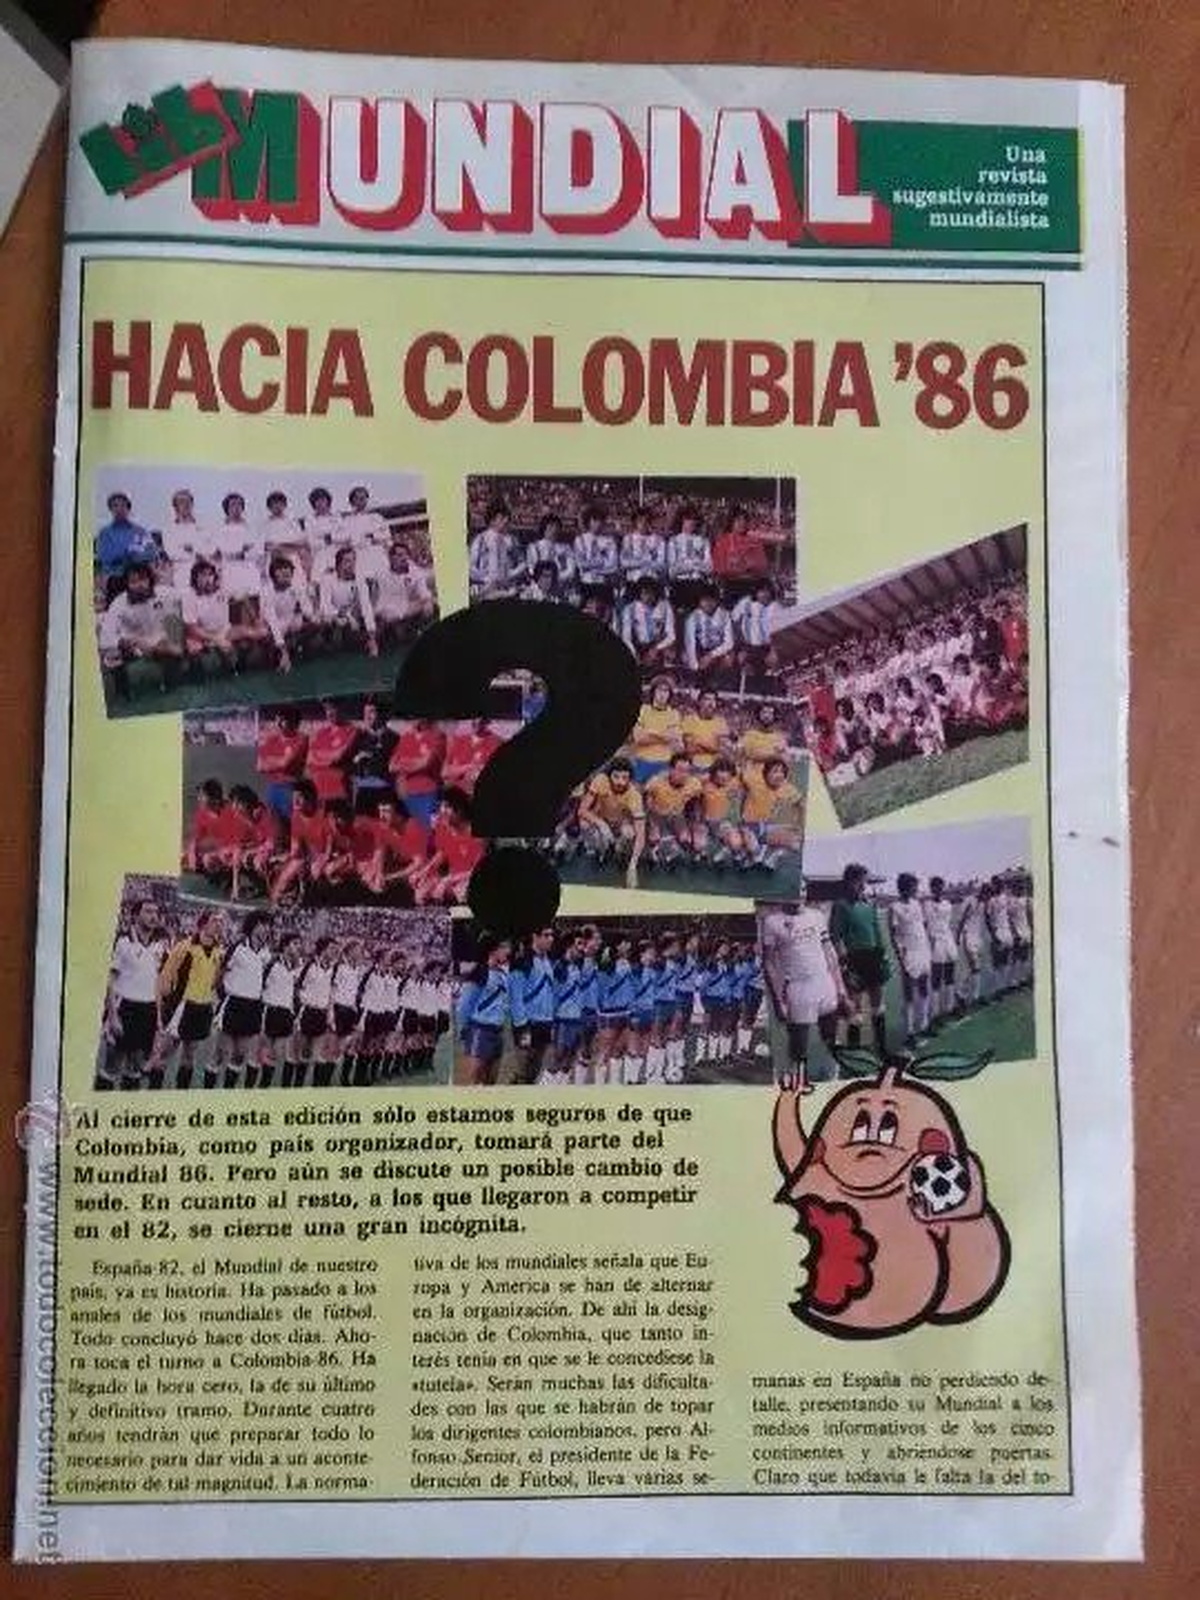 MUNDIAL
Una
revista
sugestivamente
mundialista
HACIA COLOMBIA '86
?
Al cierre de esta edición sólo estamos seguros de que
Colombia, como país organizador, tomará parte del
Mundial 86. Pero aún se discute un posible cambio de
sede. En cuanto al resto, a los que llegaron a competir
en el 82, se cierne una gran incógnita.
España-82, el Mundial de nuestro
país, ya es historia. Ha pasado a los
anales de los mundiales de fútbol.
Todo concluyó hace dos días. Aho-
ra toca el turno a Colombia-86. Ha
llegado la hora cero, la de su último
y definitivo tramo. Durante cuatro
años tendrán que preparar todo lo
necesario para dar vida a un aconte-
cimiento de tal magnitud. La norma-
tiva de los mundiales señala que Eu-
ropa y America se han de alternar
en la organización. De ahí la desig-
nación de Colombia, que tanto in-
terés tenía en que se le concediese la
«tutela». Serán muchas las dificulta-
des con las que se habrán de topar
los dirigentes colombianos, pero Al-
fonso Senior, el presidente de la Fe-
deración de Fútbol, lleva varias se-
manas en España no perdiendo de-
talle, presentando su Mundial a los
medios informativos de los cinco
continentes y abriéndose puertas.
Claro que todavía le falta la del to-
www.todocoleccion.net